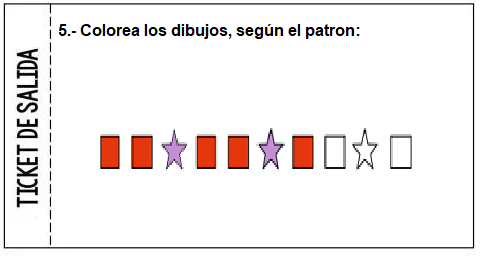 TICKET DE SALIDA
5.- Colorea los dibujos, según el patron: